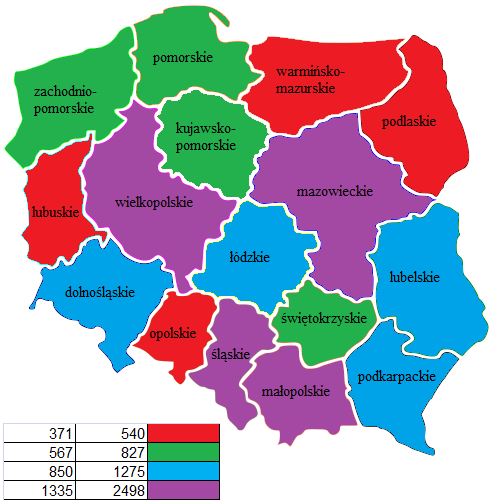 pomorskie
warmińsko-
mazurskie
zachodnio-
pomorskie
podlaskie
kujawsko-
pomorskie
mazowieckie
wielkopolskie
lubuskie
łódzkie
lubelskie
dolnośląskie
świętokrzyskie
opolskie
śląskie
podkarpackie
małopolskie
371 540
567 827
850 1275
1335 2498